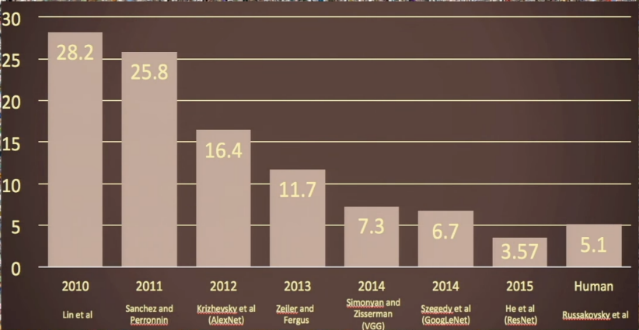 30
25
20
15
10
5
0
28.2
25.8
16.4
11.7
7.3
6.7
3.57
5.1
2010
2011
2012
2013
2014
2014
2015
Human
Lin et al
Sanchez and
Perronnin
Krizhevsky et al
(AlexNet)
Zeiler and
Fergus
Simonyan and
Zisserman
(VGG)
Szegedy et al
(GoogLeNet)
He et al
(ResNet)
Russakovsky et al